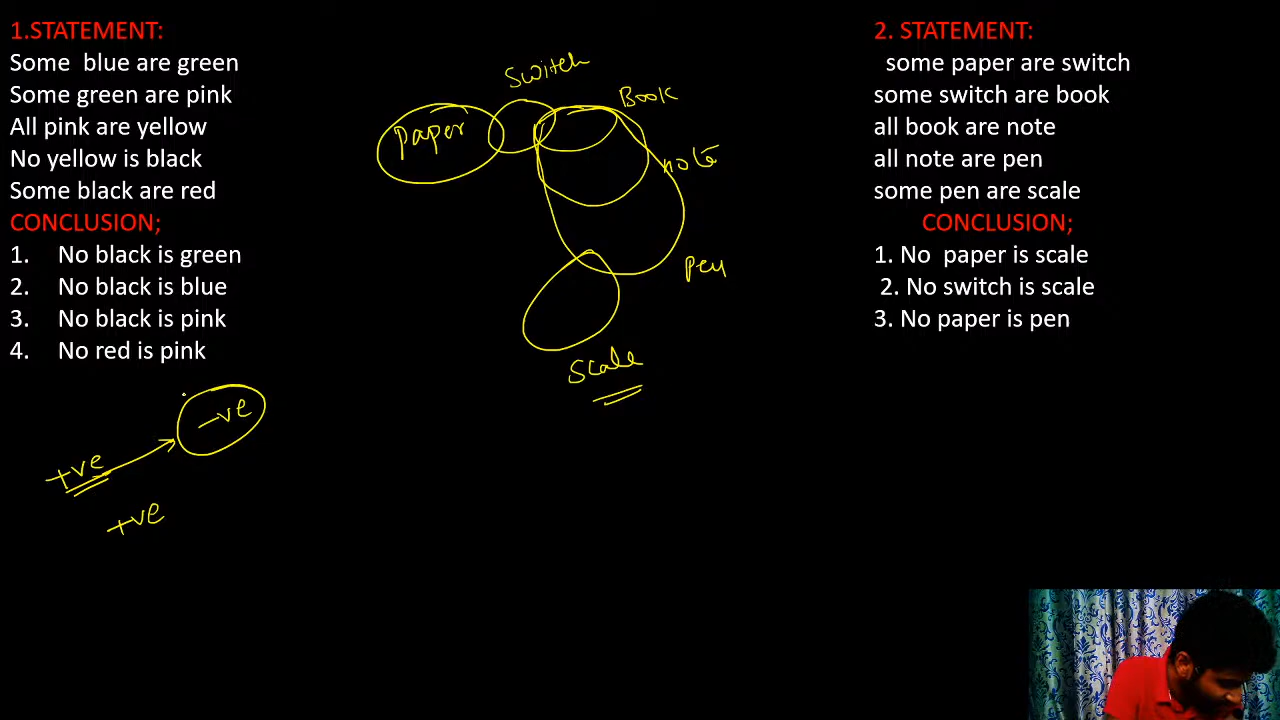 1.STATEMENT:
Some blue are green
Some green are pink
All pink are yellow
No yellow is black
Some black are red
CONCLUSION;
1. No black is green
2. No black is blue
3. No black is pink
4. No red is pink
-ve
+ve
+ve
Switch
Book
paper
note
pen
Scale
2. STATEMENT:
some paper are switch
some switch are book
all book are note
all note are pen
some pen are scale
CONCLUSION;
1. No paper is scale
2. No switch is scale
3. No paper is pen